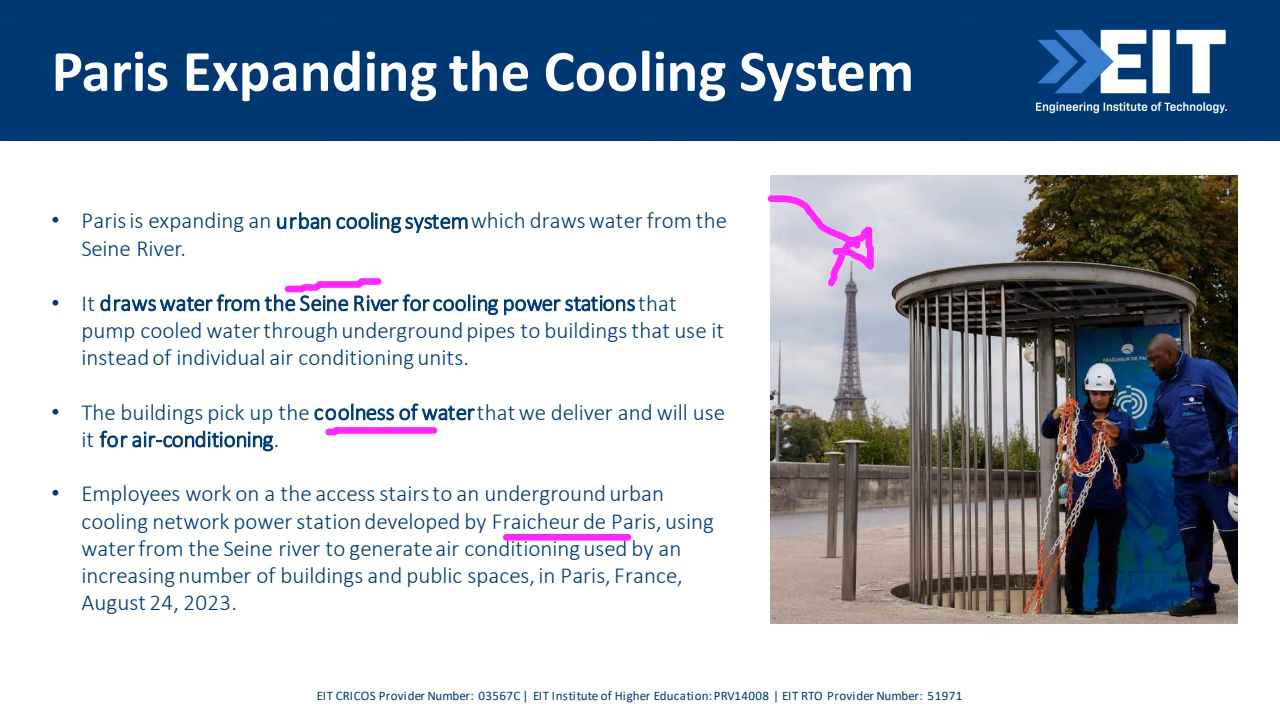 Paris Expanding the Cooling System
EIT
Engineering Institute of Technology.
• Paris is expanding an urban cooling system which draws water from the
Seine River.
• It draws water from the Seine River for cooling power stations that
pump cooled water through underground pipes to buildings that use it
instead of individual air conditioning units.
• The buildings pick up the coolness of water that we deliver and will use
it for air-conditioning.
• Employees work on a the access stairs to an underground urban
cooling network power station developed by Fraicheur de Paris, using
water from the Seine river to generate air conditioning used by an
increasing number of buildings and public spaces, in Paris, France,
August 24, 2023.
FRAÎCHEUR DE
EIT CRICOS Provider Number: 03567C | EIT Institute of Higher Education: PRV14008 | EIT RTO Provider Number: 51971